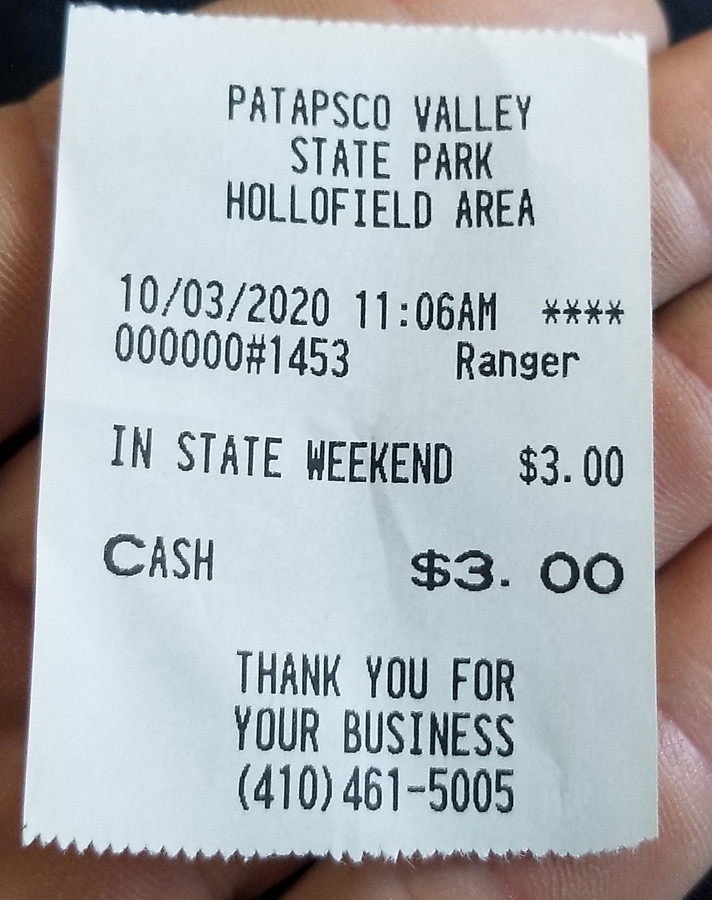 PATAPSCO VALLEY
STATE PARK
HOLLOFIELD AREA
10/03/2020 11:06AM ****
000000#1453 Ranger
IN STATE WEEKEND $3.00
CASH $3.00
THANK YOU FOR
YOUR BUSINESS
(410)461-5005